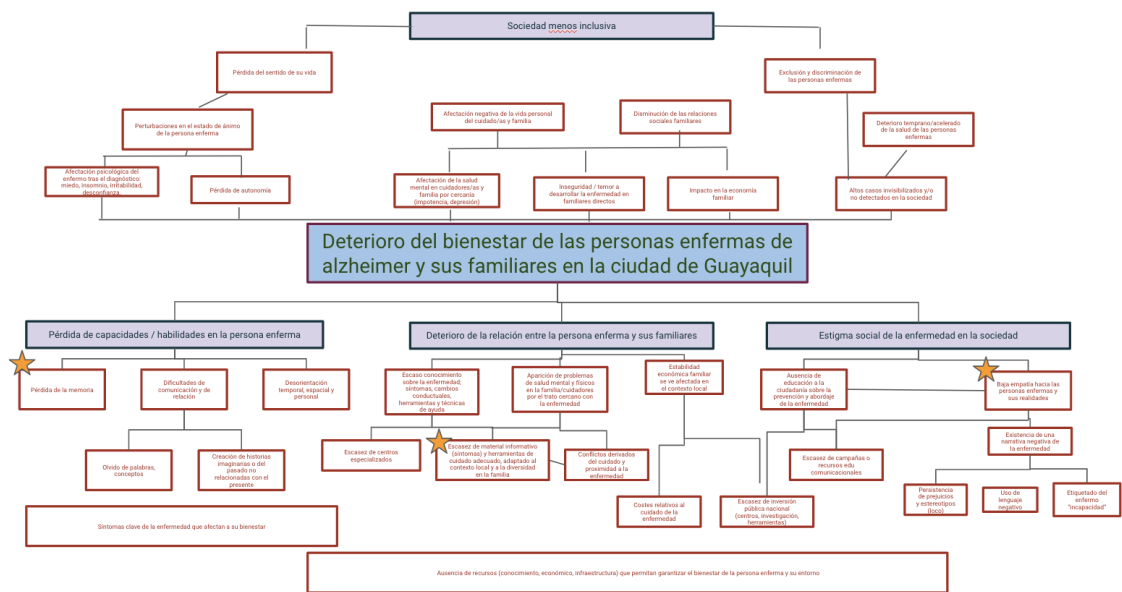 Sociedad menos inclusiva
Pérdida del sentido de su vida
Exclusión y discriminación de
las personas enfermas
Perturbaciones en el estado de ánimo
de la persona enferma
Afectación negativa de la vida personal
del cuidado/as y familia
Disminución de las relaciones
sociales familiares
Deterioro temprano/acelerado
de la salud de las personas
enfermas
Afectación psicológica del
enfermo tras el diagnóstico:
miedo, insomnio, irritabilidad,
desconfianza.
Pérdida de autonomía
Afectación de la salud
mental en cuidadores/as y
familia por cercanía
(impotencia, depresión)
Inseguridad / temor a
desarrollar la enfermedad en
familiares directos
Impacto en la economía
familiar
Altos casos invisibilizados y/o
no detectados en la sociedad
Deterioro del bienestar de las personas enfermas de
alzheimer y sus familiares en la ciudad de Guayaquil
Pérdida de capacidades / habilidades en la persona enferma
Deterioro de la relación entre la persona enferma y sus familiares
Estigma social de la enfermedad en la sociedad
Pérdida de la memoria
Dificultades de
comunicación y de
relación
Desorientación
temporal, espacial y
personal
Escaso conocimiento
sobre la enfermedad;
síntomas, cambios
conductuales,
herramientas y técnicas
de ayuda
Aparición de problemas
de salud mental y físicos
en la familia/cuidadores
por el trato cercano con
la enfermedad
Estabilidad
económica familiar
se ve afectada en
el contexto local
Ausencia de
educación a la
ciudadanía sobre la
prevención y abordaje
de la enfermedad
Baja empatía hacia las
personas enfermas y
sus realidades
Olvido de palabras,
conceptos
Creación de historias
imaginarias o del
pasado no
relacionadas con el
presente
Escasez de centros
especializados
Escasez de material informativo
(síntomas) y herramientas de
cuidado adecuado, adaptado al
contexto local y a la diversidad
en la familia
Conflictos derivados
del cuidado y
proximidad a la
enfermedad
Escasez de campañas o
recursos edu
comunicacionales
Existencia de una
narrativa negativa de
la enfermedad
Costes relativos al
cuidado de la
enfermedad
Escasez de inversión
pública nacional
(centros, investigación,
herramientas)
Persistencia
de prejuicios
y estereotipos
(loco)
Uso de
lenguaje
negativo
Etiquetado del
enfermo
"incapacidad"
Síntomas clave de la enfermedad que afectan a su bienestar
Ausencia de recursos (conocimiento, económico, infraestructura) que permitan garantizar el bienestar de la persona enferma y su entorno